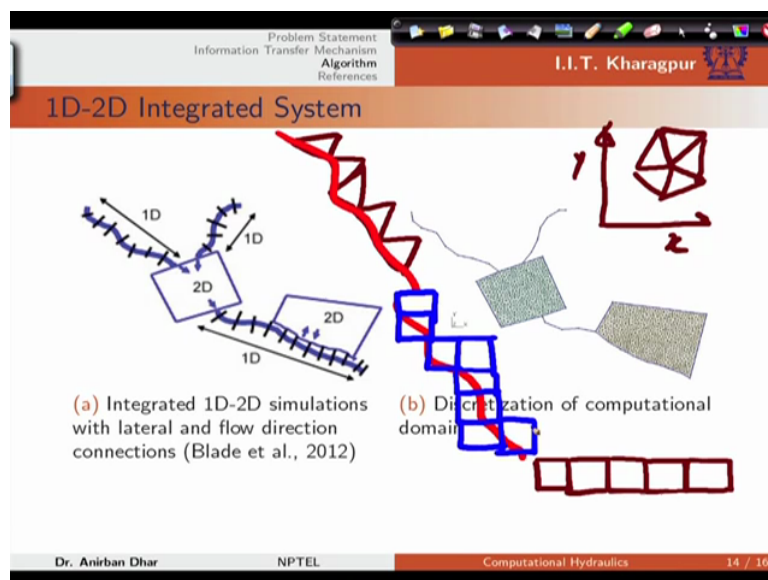 Problem Statement
Information Transfer Mechanism
Algorithm
References
I.I.T. Kharagpur
1D-2D Integrated System
1D
1D
2D
2D
1D
y
x
(a) Integrated 1D-2D simulations
with lateral and flow direction
connections (Blade et al., 2012)
(b) Discretization of computational
domain
Dr. Anirban Dhar
NPTEL
Computational Hydraulics
14 / 16